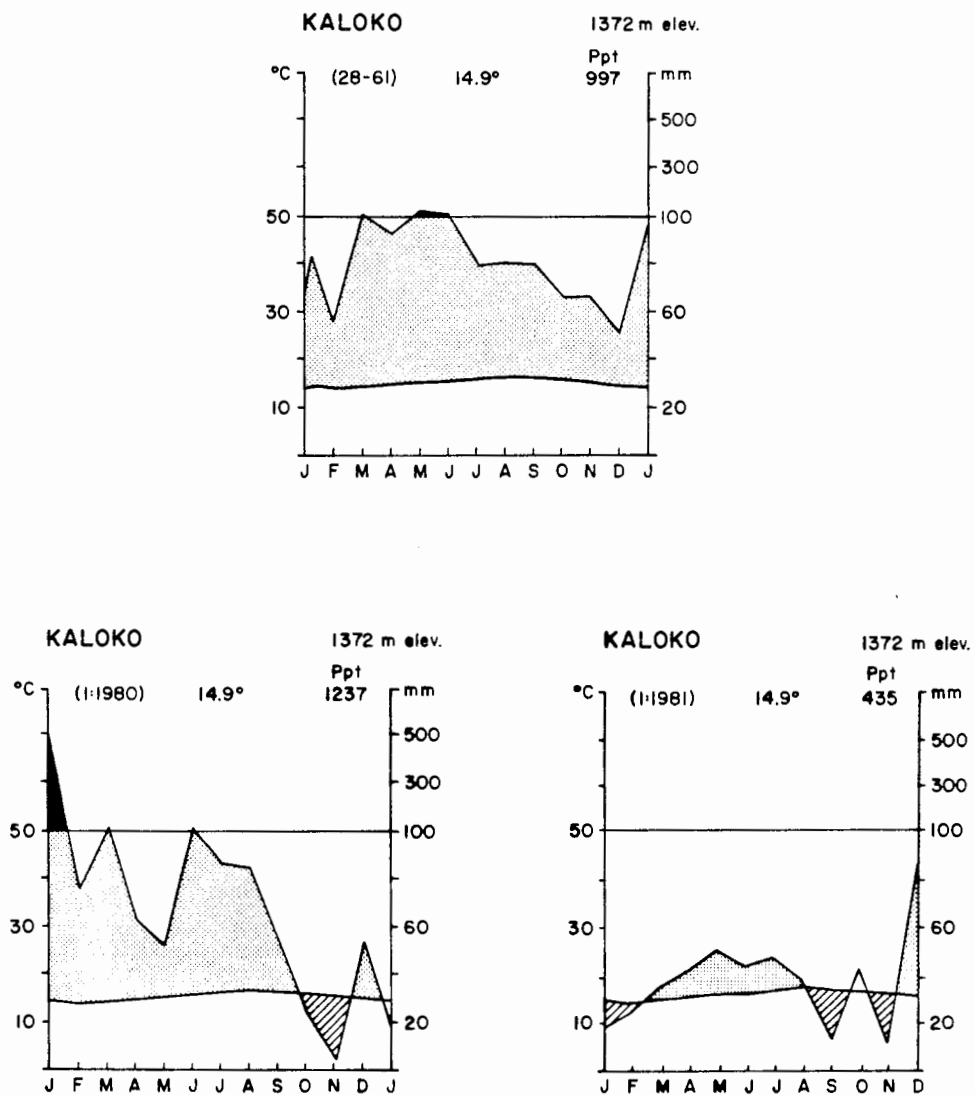 KALOKO 1372 m elev.
Ppt
°C (28-61) 14.9° 997 mm
500
300
50 100
30 60
10 20
J F M A M J J A S O N D J
KALOKO 1372 m elev.
Ppt
°C (1:1980) 14.9° 1237 mm
500
300
50 100
30 60
10 20
J F M A M J J A S O N D J
KALOKO 1372 m elev.
Ppt
°C (1:1981) 14.9° 435 mm
500
300
50 100
30 60
10 20
J F M A M J J A S O N D